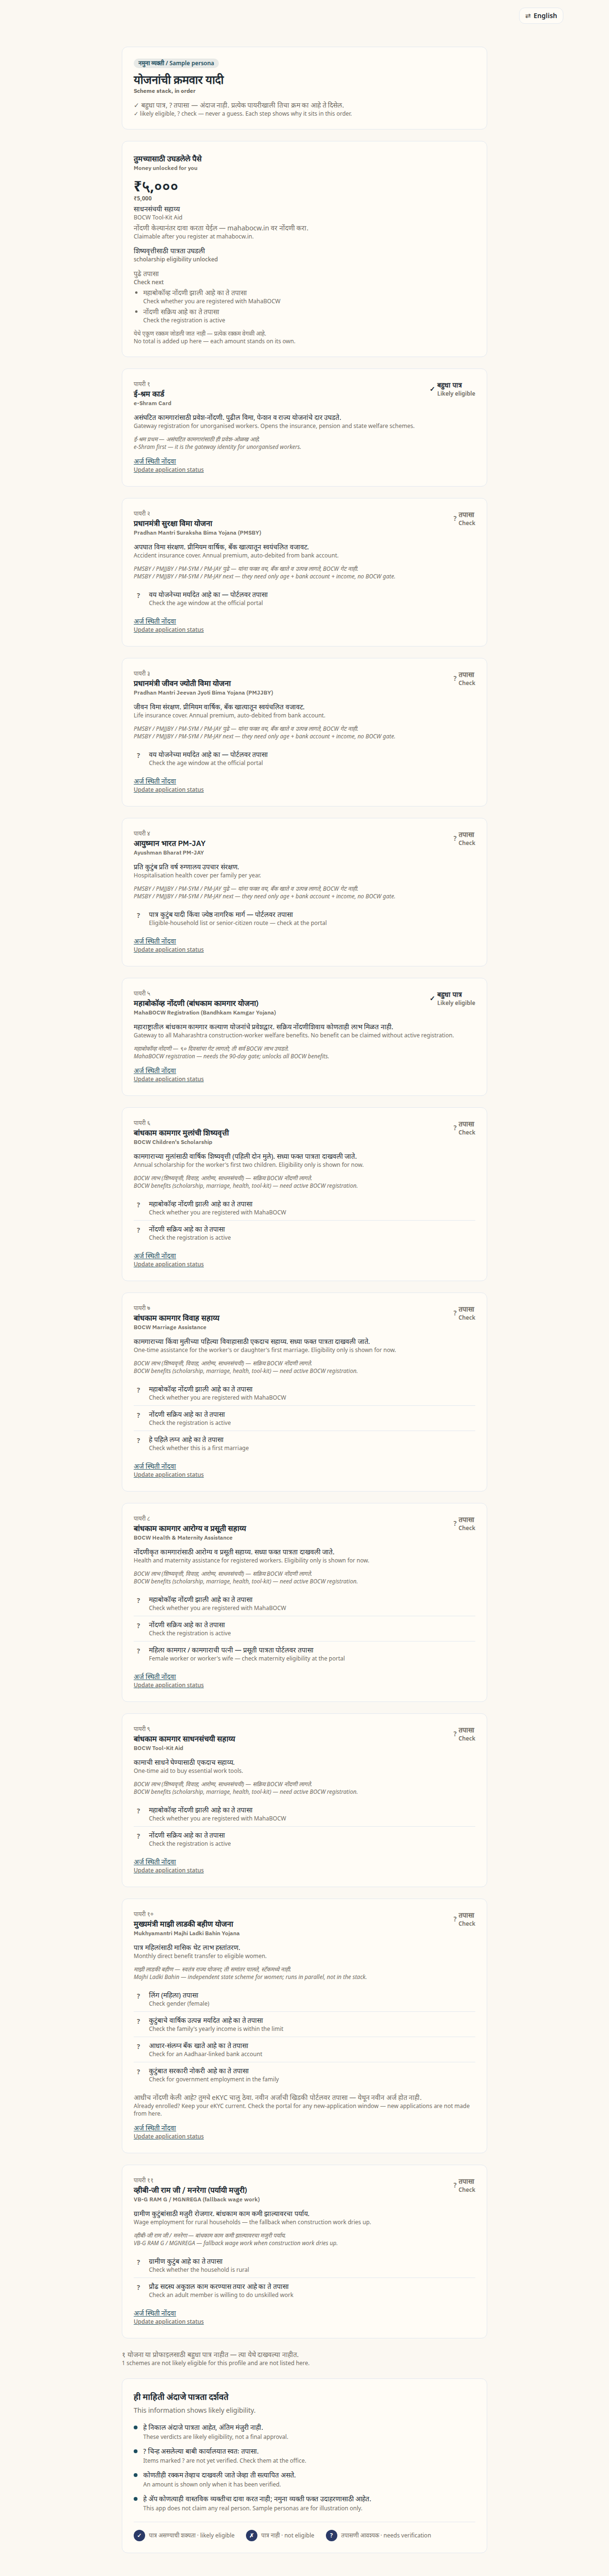 ⇄ English
नमुना व्यक्ती / Sample persona
योजनांची क्रमवार यादी
Scheme stack, in order
✓ बहुधा पात्र, ? तपासा — अंदाज नाही. प्रत्येक पायरीखाली तिचा क्रम का आहे ते दिसेल.
✓ likely eligible, ? check — never a guess. Each step shows why it sits in this order.
तुमच्यासाठी उघडलेले पैसे
Money unlocked for you
₹५,०००
₹5,000
साधनसंचयी सहाय्य
BOCW Tool-Kit Aid
नोंदणी केल्यानंतर दावा करता येईल — mahabocw.in वर नोंदणी करा.
Claimable after you register at mahabocw.in.
शिष्यवृत्तीसाठी पात्रता उघडली
scholarship eligibility unlocked
पुढे तपासा
Check next
महाबोकॉव्ह नोंदणी झाली आहे का ते तपासा
Check whether you are registered with MahaBOCW
नोंदणी सक्रिय आहे का ते तपासा
Check the registration is active
येथे एकूण रक्कम जोडली जात नाही — प्रत्येक रक्कम वेगळी आहे.
No total is added up here — each amount stands on its own.
पायरी १
ई-श्रम कार्ड
e-Shram Card
✓ बहुधा पात्र
Likely eligible
असंघटित कामगारांसाठी प्रवेश-नोंदणी. पुढील विमा, पेन्शन व राज्य योजनांचे दार उघडते.
Gateway registration for unorganised workers. Opens the insurance, pension and state welfare schemes.
ई-श्रम प्रथम — असंघटित कामगारांसाठी ही प्रवेश-ओळख आहे.
e-Shram first — it is the gateway identity for unorganised workers.
अर्ज स्थिती नोंदवा
Update application status
पायरी २
प्रधानमंत्री सुरक्षा विमा योजना
Pradhan Mantri Suraksha Bima Yojana (PMSBY)
? तपासा
Check
अपघात विमा संरक्षण. प्रीमियम वार्षिक, बँक खात्यातून स्वयंचलित वजावट.
Accident insurance cover. Annual premium, auto-debited from bank account.
PMSBY / PMJJBY / PM-SYM / PM-JAY पुढे — यांना फक्त वय, बँक खाते व उत्पन्न लागते; BOCW गेट नाही.
PMSBY / PMJJBY / PM-SYM / PM-JAY next — they need only age + bank account + income, no BOCW gate.
? वय योजनेच्या मर्यादेत आहे का — पोर्टलवर तपासा
Check the age window at the official portal
अर्ज स्थिती नोंदवा
Update application status
पायरी ३
प्रधानमंत्री जीवन ज्योती विमा योजना
Pradhan Mantri Jeevan Jyoti Bima Yojana (PMJJBY)
? तपासा
Check
जीवन विमा संरक्षण. प्रीमियम वार्षिक, बँक खात्यातून स्वयंचलित वजावट.
Life insurance cover. Annual premium, auto-debited from bank account.
PMSBY / PMJJBY / PM-SYM / PM-JAY पुढे — यांना फक्त वय, बँक खाते व उत्पन्न लागते; BOCW गेट नाही.
PMSBY / PMJJBY / PM-SYM / PM-JAY next — they need only age + bank account + income, no BOCW gate.
? वय योजनेच्या मर्यादेत आहे का — पोर्टलवर तपासा
Check the age window at the official portal
अर्ज स्थिती नोंदवा
Update application status
पायरी ४
आयुष्मान भारत PM-JAY
Ayushman Bharat PM-JAY
? तपासा
Check
प्रति कुटुंब प्रति वर्ष रुग्णालय उपचार संरक्षण.
Hospitalisation health cover per family per year.
PMSBY / PMJJBY / PM-SYM / PM-JAY पुढे — यांना फक्त वय, बँक खाते व उत्पन्न लागते; BOCW गेट नाही.
PMSBY / PMJJBY / PM-SYM / PM-JAY next — they need only age + bank account + income, no BOCW gate.
? पात्र कुटुंब यादी किंवा ज्येष्ठ नागरिक मार्ग — पोर्टलवर तपासा
Eligible-household list or senior-citizen route — check at the portal
अर्ज स्थिती नोंदवा
Update application status
पायरी ५
महाबोकॉव्ह नोंदणी (बांधकाम कामगार योजना)
MahaBOCW Registration (Bandhkam Kamgar Yojana)
✓ बहुधा पात्र
Likely eligible
महाराष्ट्रातील बांधकाम कामगार कल्याण योजनांचे प्रवेशद्वार. सक्रिय नोंदणीशिवाय कोणताही लाभ मिळत नाही.
Gateway to all Maharashtra construction-worker welfare benefits. No benefit can be claimed without active registration.
महाबोकॉव्ह नोंदणी — ९० दिवसांचा गेट लागतो; ती सर्व BOCW लाभ उघडते.
MahaBOCW registration — needs the 90-day gate; unlocks all BOCW benefits.
अर्ज स्थिती नोंदवा
Update application status
पायरी ६
बांधकाम कामगार मुलांची शिष्यवृत्ती
BOCW Children's Scholarship
? तपासा
Check
कामगाराच्या मुलांसाठी वार्षिक शिष्यवृत्ती (पहिली दोन मुले). सध्या फक्त पात्रता दाखवली जाते.
Annual scholarship for the worker's first two children. Eligibility only is shown for now.
BOCW लाभ (शिष्यवृत्ती, विवाह, आरोग्य, साधनसंचयी) — सक्रिय BOCW नोंदणी लागते.
BOCW benefits (scholarship, marriage, health, tool-kit) — need active BOCW registration.
? महाबोकॉव्ह नोंदणी झाली आहे का ते तपासा
Check whether you are registered with MahaBOCW
? नोंदणी सक्रिय आहे का ते तपासा
Check the registration is active
अर्ज स्थिती नोंदवा
Update application status
पायरी ७
बांधकाम कामगार विवाह सहाय्य
BOCW Marriage Assistance
? तपासा
Check
कामगाराच्या किंवा मुलीच्या पहिल्या विवाहासाठी एकदाच सहाय्य. सध्या फक्त पात्रता दाखवली जाते.
One-time assistance for the worker's or daughter's first marriage. Eligibility only is shown for now.
BOCW लाभ (शिष्यवृत्ती, विवाह, आरोग्य, साधनसंचयी) — सक्रिय BOCW नोंदणी लागते.
BOCW benefits (scholarship, marriage, health, tool-kit) — need active BOCW registration.
? महाबोकॉव्ह नोंदणी झाली आहे का ते तपासा
Check whether you are registered with MahaBOCW
? नोंदणी सक्रिय आहे का ते तपासा
Check the registration is active
? हे पहिले लग्न आहे का ते तपासा
Check whether this is a first marriage
अर्ज स्थिती नोंदवा
Update application status
पायरी ८
बांधकाम कामगार आरोग्य व प्रसूती सहाय्य
BOCW Health & Maternity Assistance
? तपासा
Check
नोंदणीकृत कामगारांसाठी आरोग्य व प्रसूती सहाय्य. सध्या फक्त पात्रता दाखवली जाते.
Health and maternity assistance for registered workers. Eligibility only is shown for now.
BOCW लाभ (शिष्यवृत्ती, विवाह, आरोग्य, साधनसंचयी) — सक्रिय BOCW नोंदणी लागते.
BOCW benefits (scholarship, marriage, health, tool-kit) — need active BOCW registration.
? महाबोकॉव्ह नोंदणी झाली आहे का ते तपासा
Check whether you are registered with MahaBOCW
? नोंदणी सक्रिय आहे का ते तपासा
Check the registration is active
? महिला कामगार / कामगाराची पत्नी — प्रसूती पात्रता पोर्टलवर तपासा
Female worker or worker's wife — check maternity eligibility at the portal
अर्ज स्थिती नोंदवा
Update application status
पायरी ९
बांधकाम कामगार साधनसंचयी सहाय्य
BOCW Tool-Kit Aid
? तपासा
Check
कामाची साधने घेण्यासाठी एकदाच सहाय्य.
One-time aid to buy essential work tools.
BOCW लाभ (शिष्यवृत्ती, विवाह, आरोग्य, साधनसंचयी) — सक्रिय BOCW नोंदणी लागते.
BOCW benefits (scholarship, marriage, health, tool-kit) — need active BOCW registration.
? महाबोकॉव्ह नोंदणी झाली आहे का ते तपासा
Check whether you are registered with MahaBOCW
? नोंदणी सक्रिय आहे का ते तपासा
Check the registration is active
अर्ज स्थिती नोंदवा
Update application status
पायरी १०
मुख्यमंत्री माझी लाडकी बहीण योजना
Mukhyamantri Majhi Ladki Bahin Yojana
? तपासा
Check
पात्र महिलांसाठी मासिक थेट लाभ हस्तांतरण.
Monthly direct benefit transfer to eligible women.
माझी लाडकी बहीण — स्वतंत्र राज्य योजना; ती समांतर चालते, स्टॅकमध्ये नाही.
Majhi Ladki Bahin — independent state scheme for women; runs in parallel, not in the stack.
? लिंग (महिला) तपासा
Check gender (female)
? कुटुंबाचे वार्षिक उत्पन्न मर्यादेत आहे का ते तपासा
Check the family's yearly income is within the limit
? आधार-संलग्न बँक खाते आहे का ते तपासा
Check for an Aadhaar-linked bank account
? कुटुंबात सरकारी नोकरी आहे का ते तपासा
Check for government employment in the family
आधीच नोंदणी केली आहे? तुमचे eKYC चालू ठेवा. नवीन अर्जाची खिडकी पोर्टलवर तपासा — येथून नवीन अर्ज होत नाही.
Already enrolled? Keep your eKYC current. Check the portal for any new-application window — new applications are not made
from here.
अर्ज स्थिती नोंदवा
Update application status
पायरी ११
व्हीबी-जी राम जी / मनरेगा (पर्यायी मजुरी)
VB-G RAM G / MGNREGA (fallback wage work)
? तपासा
Check
ग्रामीण कुटुंबांसाठी मजुरी रोजगार. बांधकाम काम कमी झाल्यावरचा पर्याय.
Wage employment for rural households — the fallback when construction work dries up.
व्हीबी-जी राम जी / मनरेगा — बांधकाम काम कमी झाल्यावरचा मजुरी पर्याय.
VB-G RAM G / MGNREGA — fallback wage work when construction work dries up.
? ग्रामीण कुटुंब आहे का ते तपासा
Check whether the household is rural
? प्रौढ सदस्य अकुशल काम करण्यास तयार आहे का ते तपासा
Check an adult member is willing to do unskilled work
अर्ज स्थिती नोंदवा
Update application status
१ योजना या प्रोफाइलसाठी बहुधा पात्र नाहीत — त्या येथे दाखवल्या नाहीत.
1 schemes are not likely eligible for this profile and are not listed here.
ही माहिती अंदाजे पात्रता दर्शवते
This information shows likely eligibility.
हे निकाल अंदाजे पात्रता आहेत, अंतिम मंजुरी नाही.
These verdicts are likely eligibility, not a final approval.
? चिन्ह असलेल्या बाबी कार्यालयात स्वतः तपासा.
Items marked ? are not yet verified. Check them at the office.
कोणतीही रक्कम तेव्हाच दाखवली जाते जेव्हा ती सत्यापित असते.
An amount is shown only when it has been verified.
हे ॲप कोणत्याही वास्तविक व्यक्तीचा दावा करत नाही; नमुना व्यक्ती फक्त उदाहरणासाठी आहेत.
This app does not claim any real person. Sample personas are for illustration only.
✓ पात्र असण्याची शक्यता · likely eligible ✗ पात्र नाही · not eligible ? तपासणी आवश्यक · needs verification